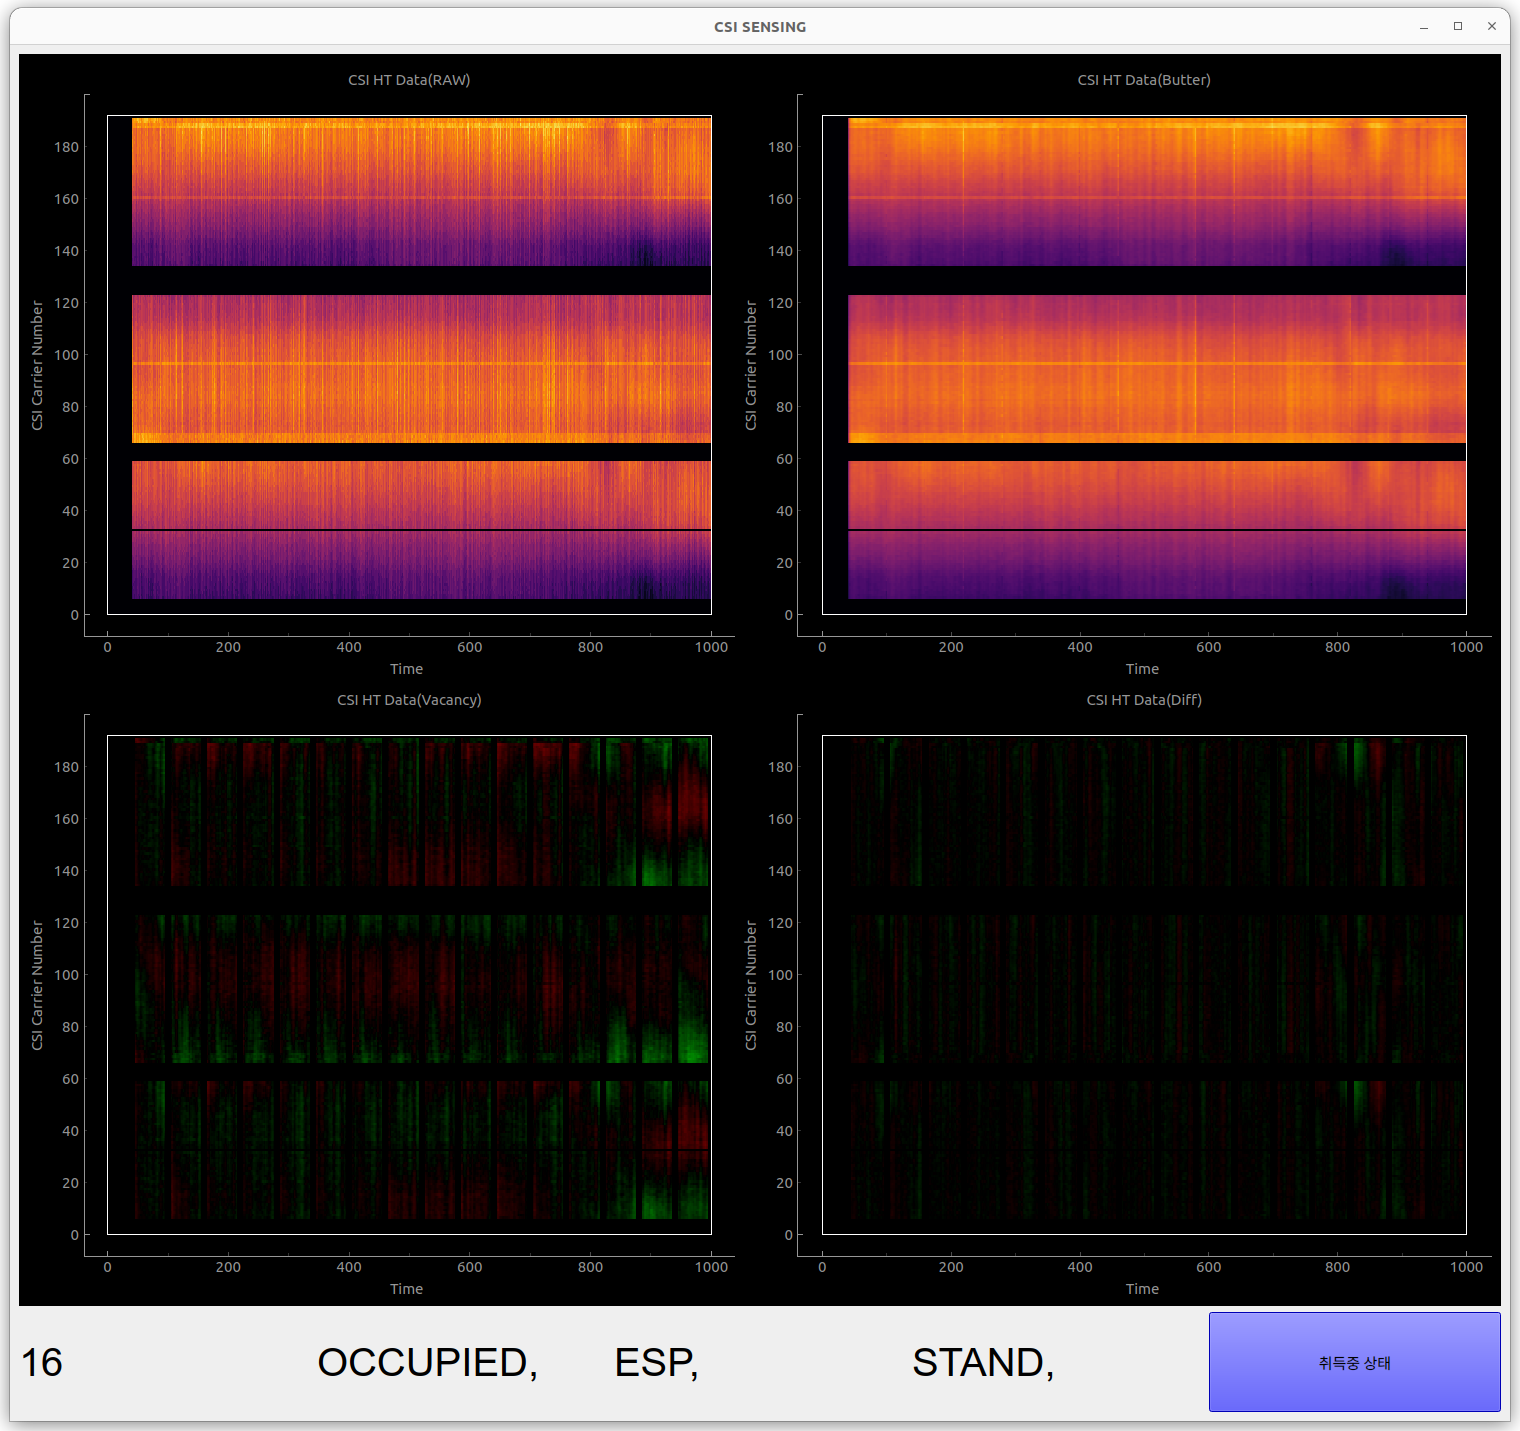 CSI SENSING
CSI HT Data(RAW)
180
160
140
120
100
80
60
40
20
0
CSI Carrier Number
0 200 400 600 800 1000
Time
CSI HT Data(Butter)
180
160
140
120
100
80
60
40
20
0
CSI Carrier Number
0 200 400 600 800 1000
Time
CSI HT Data(Vacancy)
180
160
140
120
100
80
60
40
20
0
CSI Carrier Number
0 200 400 600 800 1000
Time
CSI HT Data(Diff)
180
160
140
120
100
80
60
40
20
0
CSI Carrier Number
0 200 400 600 800 1000
Time
16 OCCUPIED, ESP, STAND, 취득중 상태